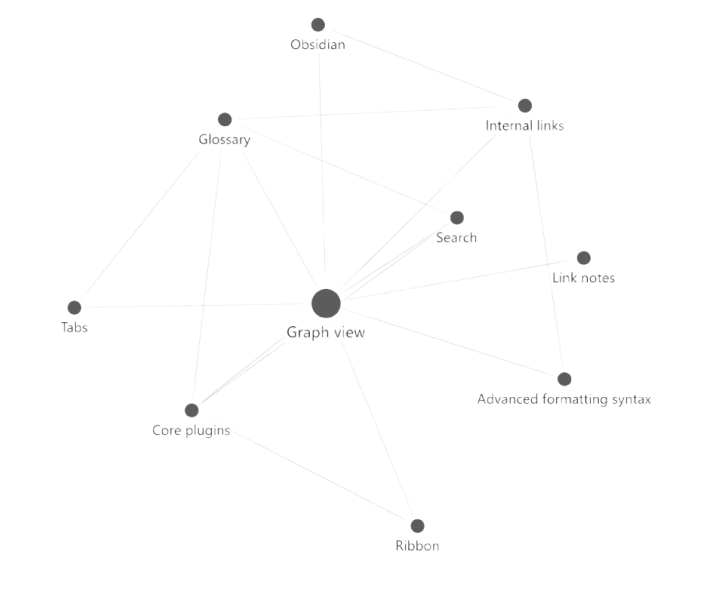 Obsidian
Internal links
Glossary
Search
Link notes
Tabs
Graph view
Advanced formatting syntax
Core plugins
Ribbon